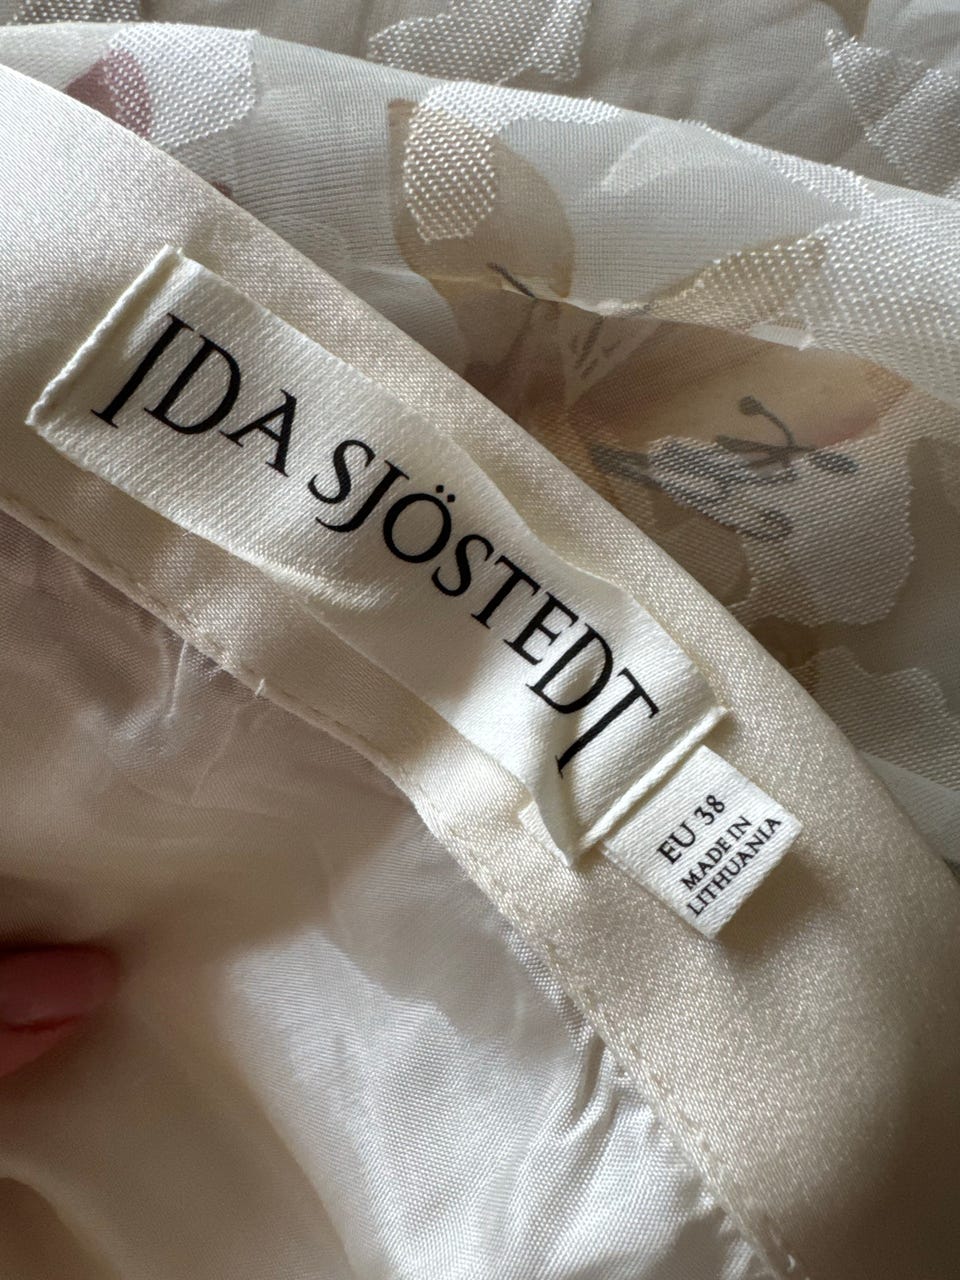 IDA SJÖSTEDT
EU 38
MADE IN
LITHUANIA